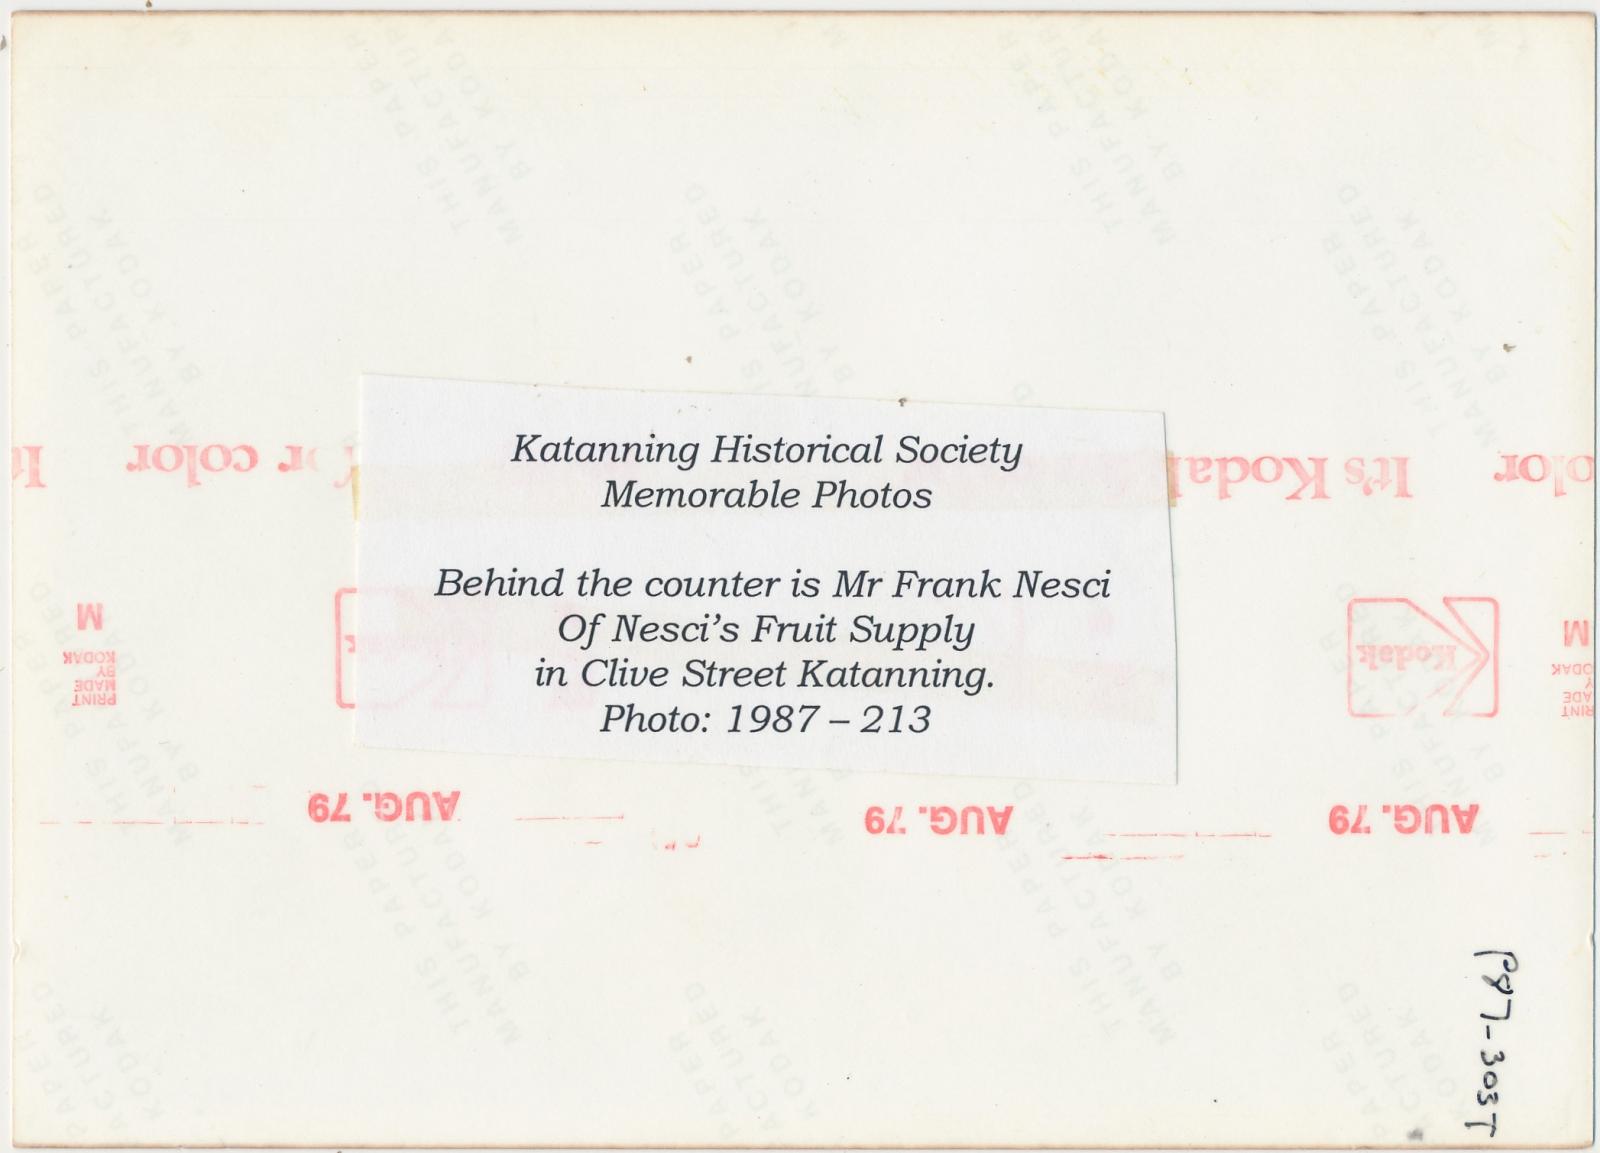 Katanning Historical Society
Memorable Photos
Behind the counter is Mr Frank Nesci
Of Nesci's Fruit Supply
in Clive Street Katanning.
Photo: 1987 – 213
It's Kodak
for color
Kodak
PRINT
MADE
BY
KODAK
M
AUG. 79
AUG. 79
AUG. 79
THIS PAPER
MANUFACTURED
BY KODAK